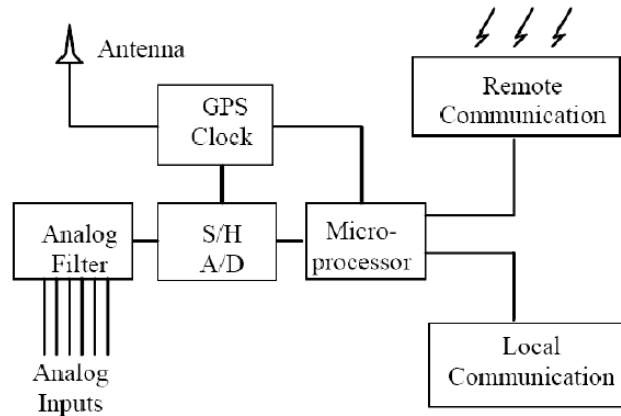 Antenna
GPS
Clock
Remote
Communication
Analog
Filter
S/H
A/D
Micro-
processor
Local
Communication
Analog
Inputs